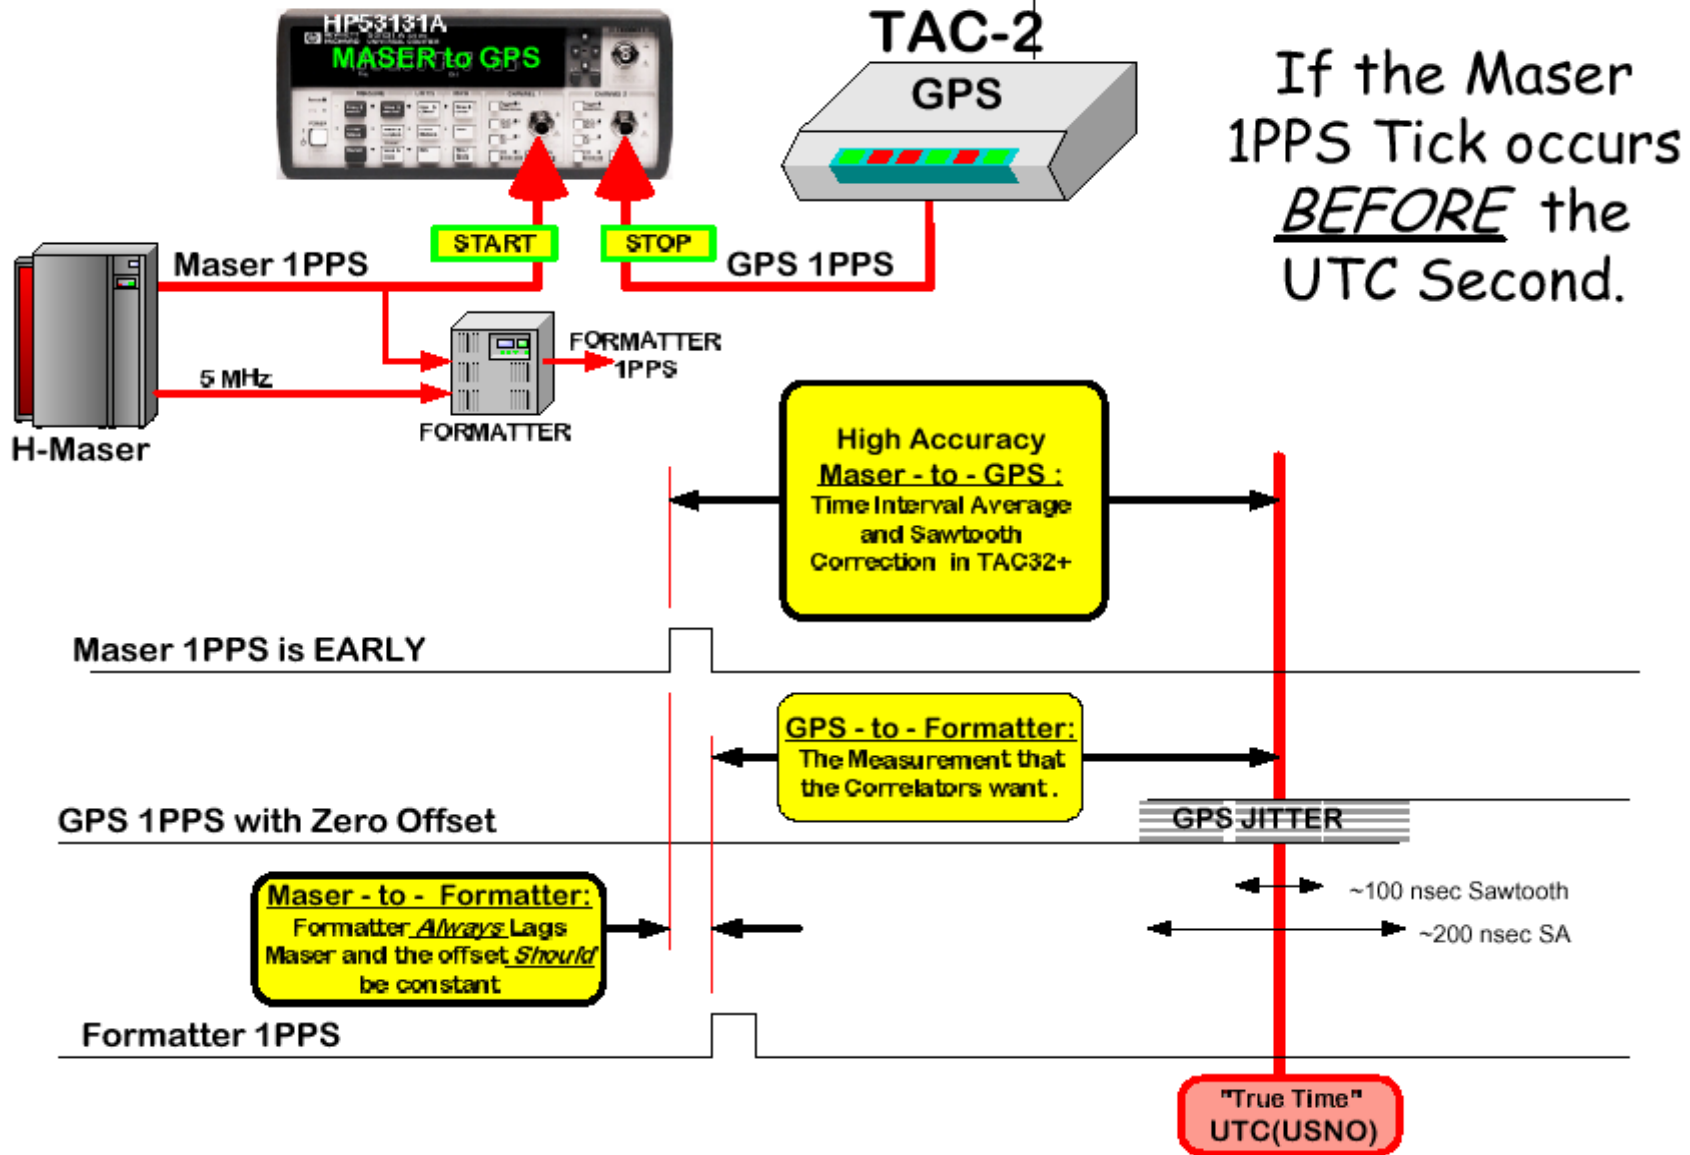 HP53131A
MASER to GPS
TAC-2
GPS
If the Maser
1PPS Tick occurs
BEFORE the
UTC Second.
START
STOP
Maser 1PPS
GPS 1PPS
5 MHz
FORMATTER
1PPS
FORMATTER
H-Maser
High Accuracy
Maser - to - GPS :
Time Interval Average
and Sawtooth
Correction in TAC32+
Maser 1PPS is EARLY
GPS - to - Formatter:
The Measurement that
the Correlators want .
GPS 1PPS with Zero Offset
GPS JITTER
~100 nsec Sawtooth
~200 nsec SA
Maser - to - Formatter:
Formatter Always Lags
Maser and the offset Should
be constant
Formatter 1PPS
"True Time"
UTC(USNO)